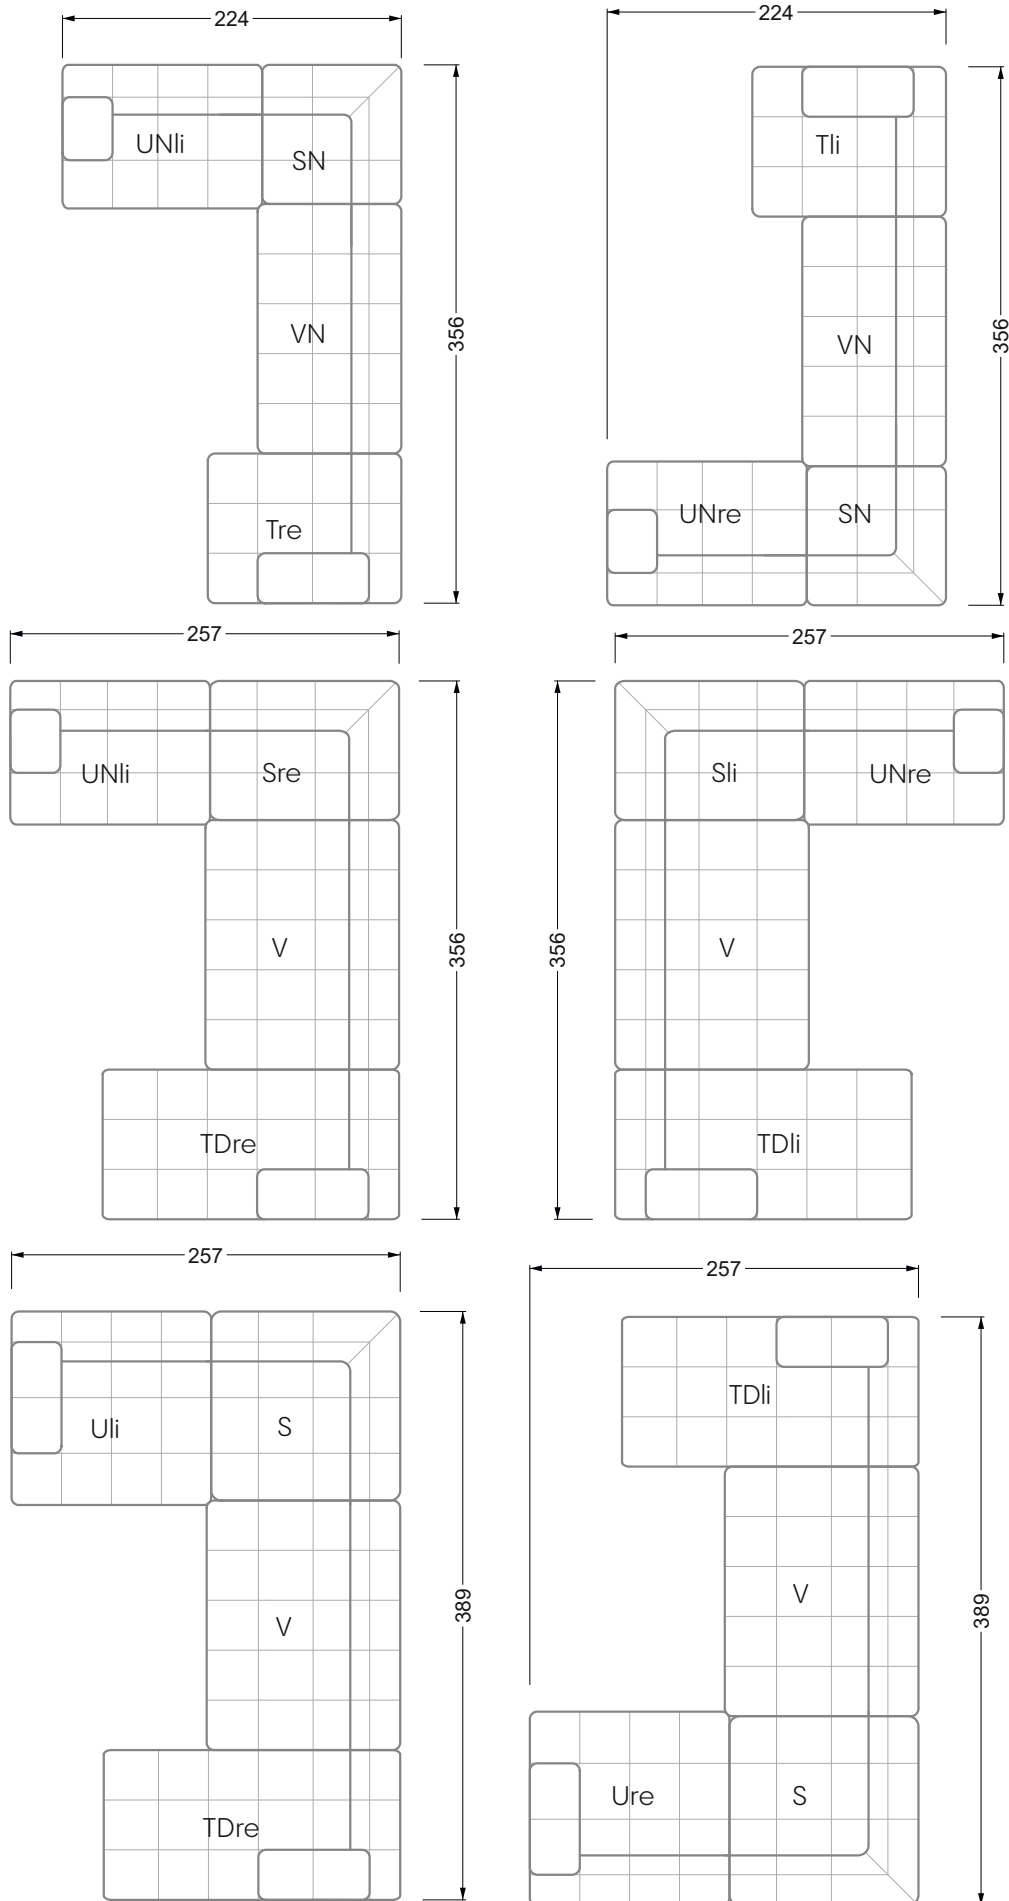 224
UNli
SN
VN
356
Tre
224
Tli
VN
356
UNre
SN
257
UNli
Sre
V
356
TDre
257
Sli
UNre
V
356
TDli
257
Uli
S
V
389
TDre
257
TDli
V
389
Ure
S